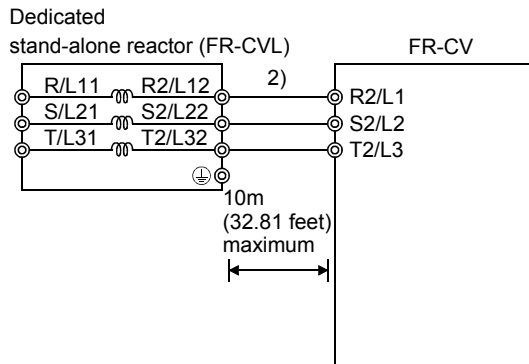 Dedicated
stand-alone reactor (FR-CVL)
FR-CV
R/L11 R2/L12 2) R2/L1
S/L21 S2/L22 S2/L2
T/L31 T2/L32 T2/L3
10m
(32.81 feet)
maximum